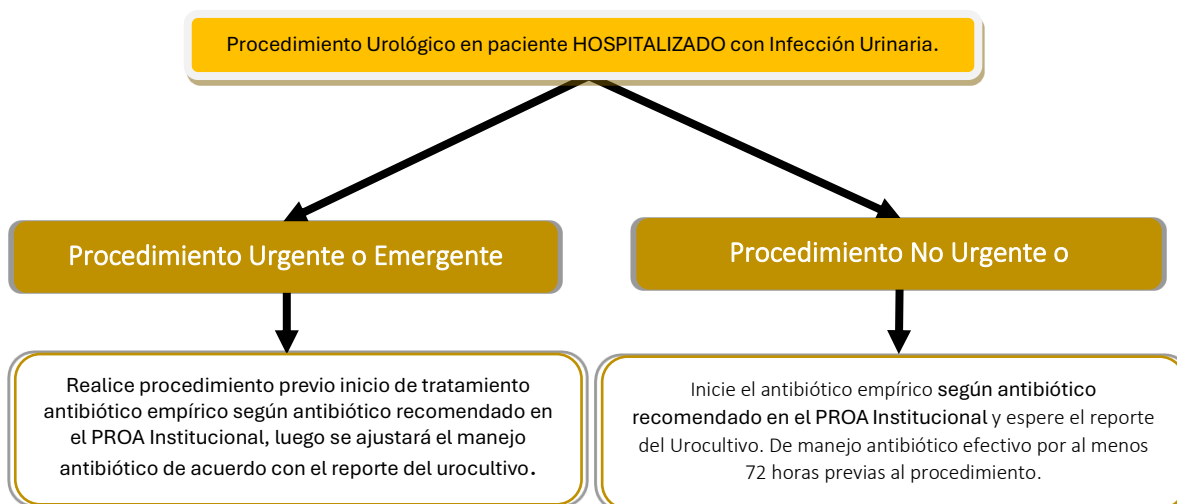 Procedimiento Urológico en paciente HOSPITALIZADO con Infección Urinaria.
Procedimiento Urgente o Emergente
Procedimiento No Urgente o
Realice procedimiento previo inicio de tratamiento
antibiótico empírico según antibiótico recomendado en
el PROA Institucional, luego se ajustará el manejo
antibiótico de acuerdo con el reporte del urocultivo.
Inicie el antibiótico empírico según antibiótico
recomendado en el PROA Institucional y espere el reporte
del Urocultivo. De manejo antibiótico efectivo por al menos
72 horas previas al procedimiento.